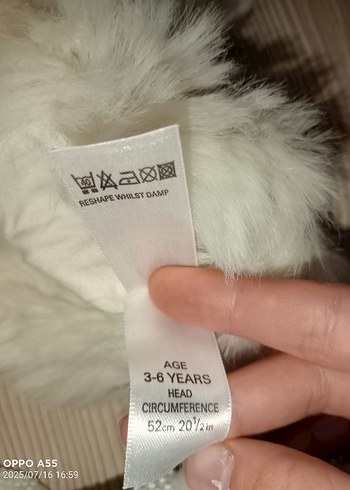 40
RESHAPE WHILST DAMP
AGE
3-6 YEARS
HEAD
CIRCUMFERENCE
52cm 20½in
OPPO A55
2025/07/16 16:59